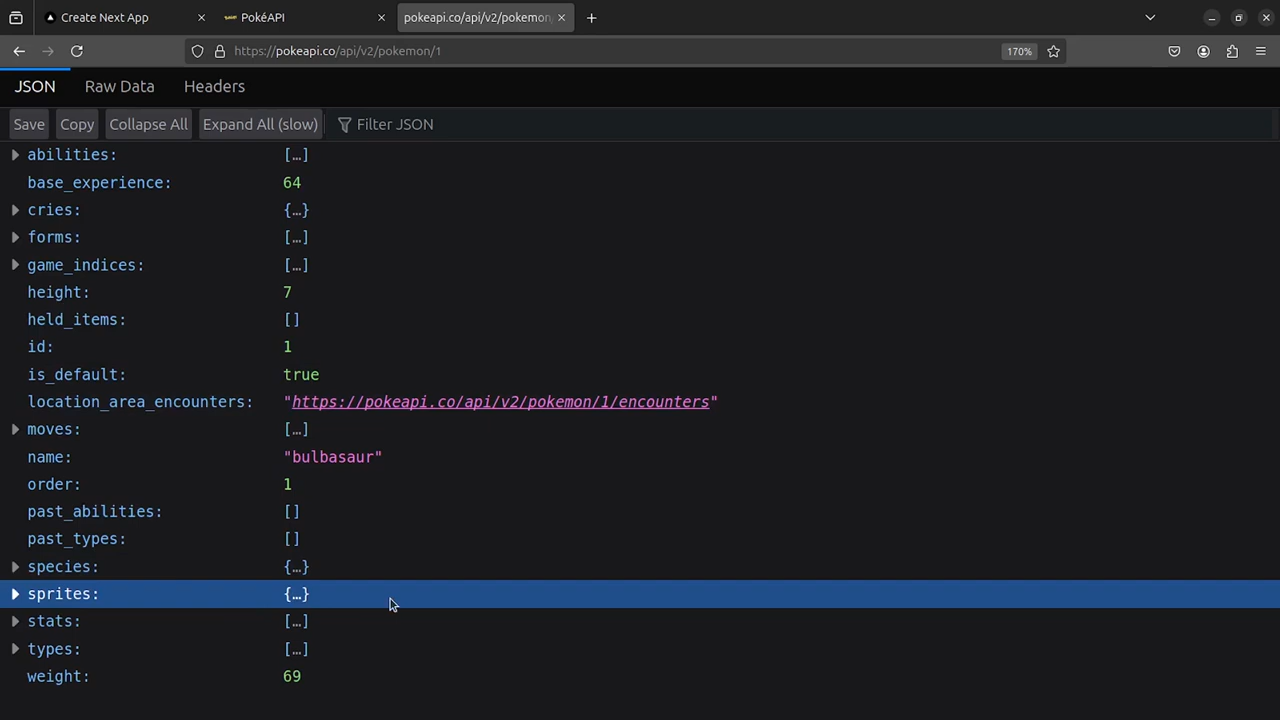 Create Next App PokéAPI pokeapi.co/api/v2/pokemon
https://pokeapi.co/api/v2/pokemon/1 170%
JSON Raw Data Headers
Save Copy Collapse All Expand All (slow) Filter JSON
abilities: […]
base_experience: 64
cries: {…}
forms: […]
game_indices: […]
height: 7
held_items: []
id: 1
is_default: true
location_area_encounters: "https://pokeapi.co/api/v2/pokemon/1/encounters"
moves: […]
name: "bulbasaur"
order: 1
past_abilities: []
past_types: []
species: {…}
sprites: {…}
stats: […]
types: […]
weight: 69